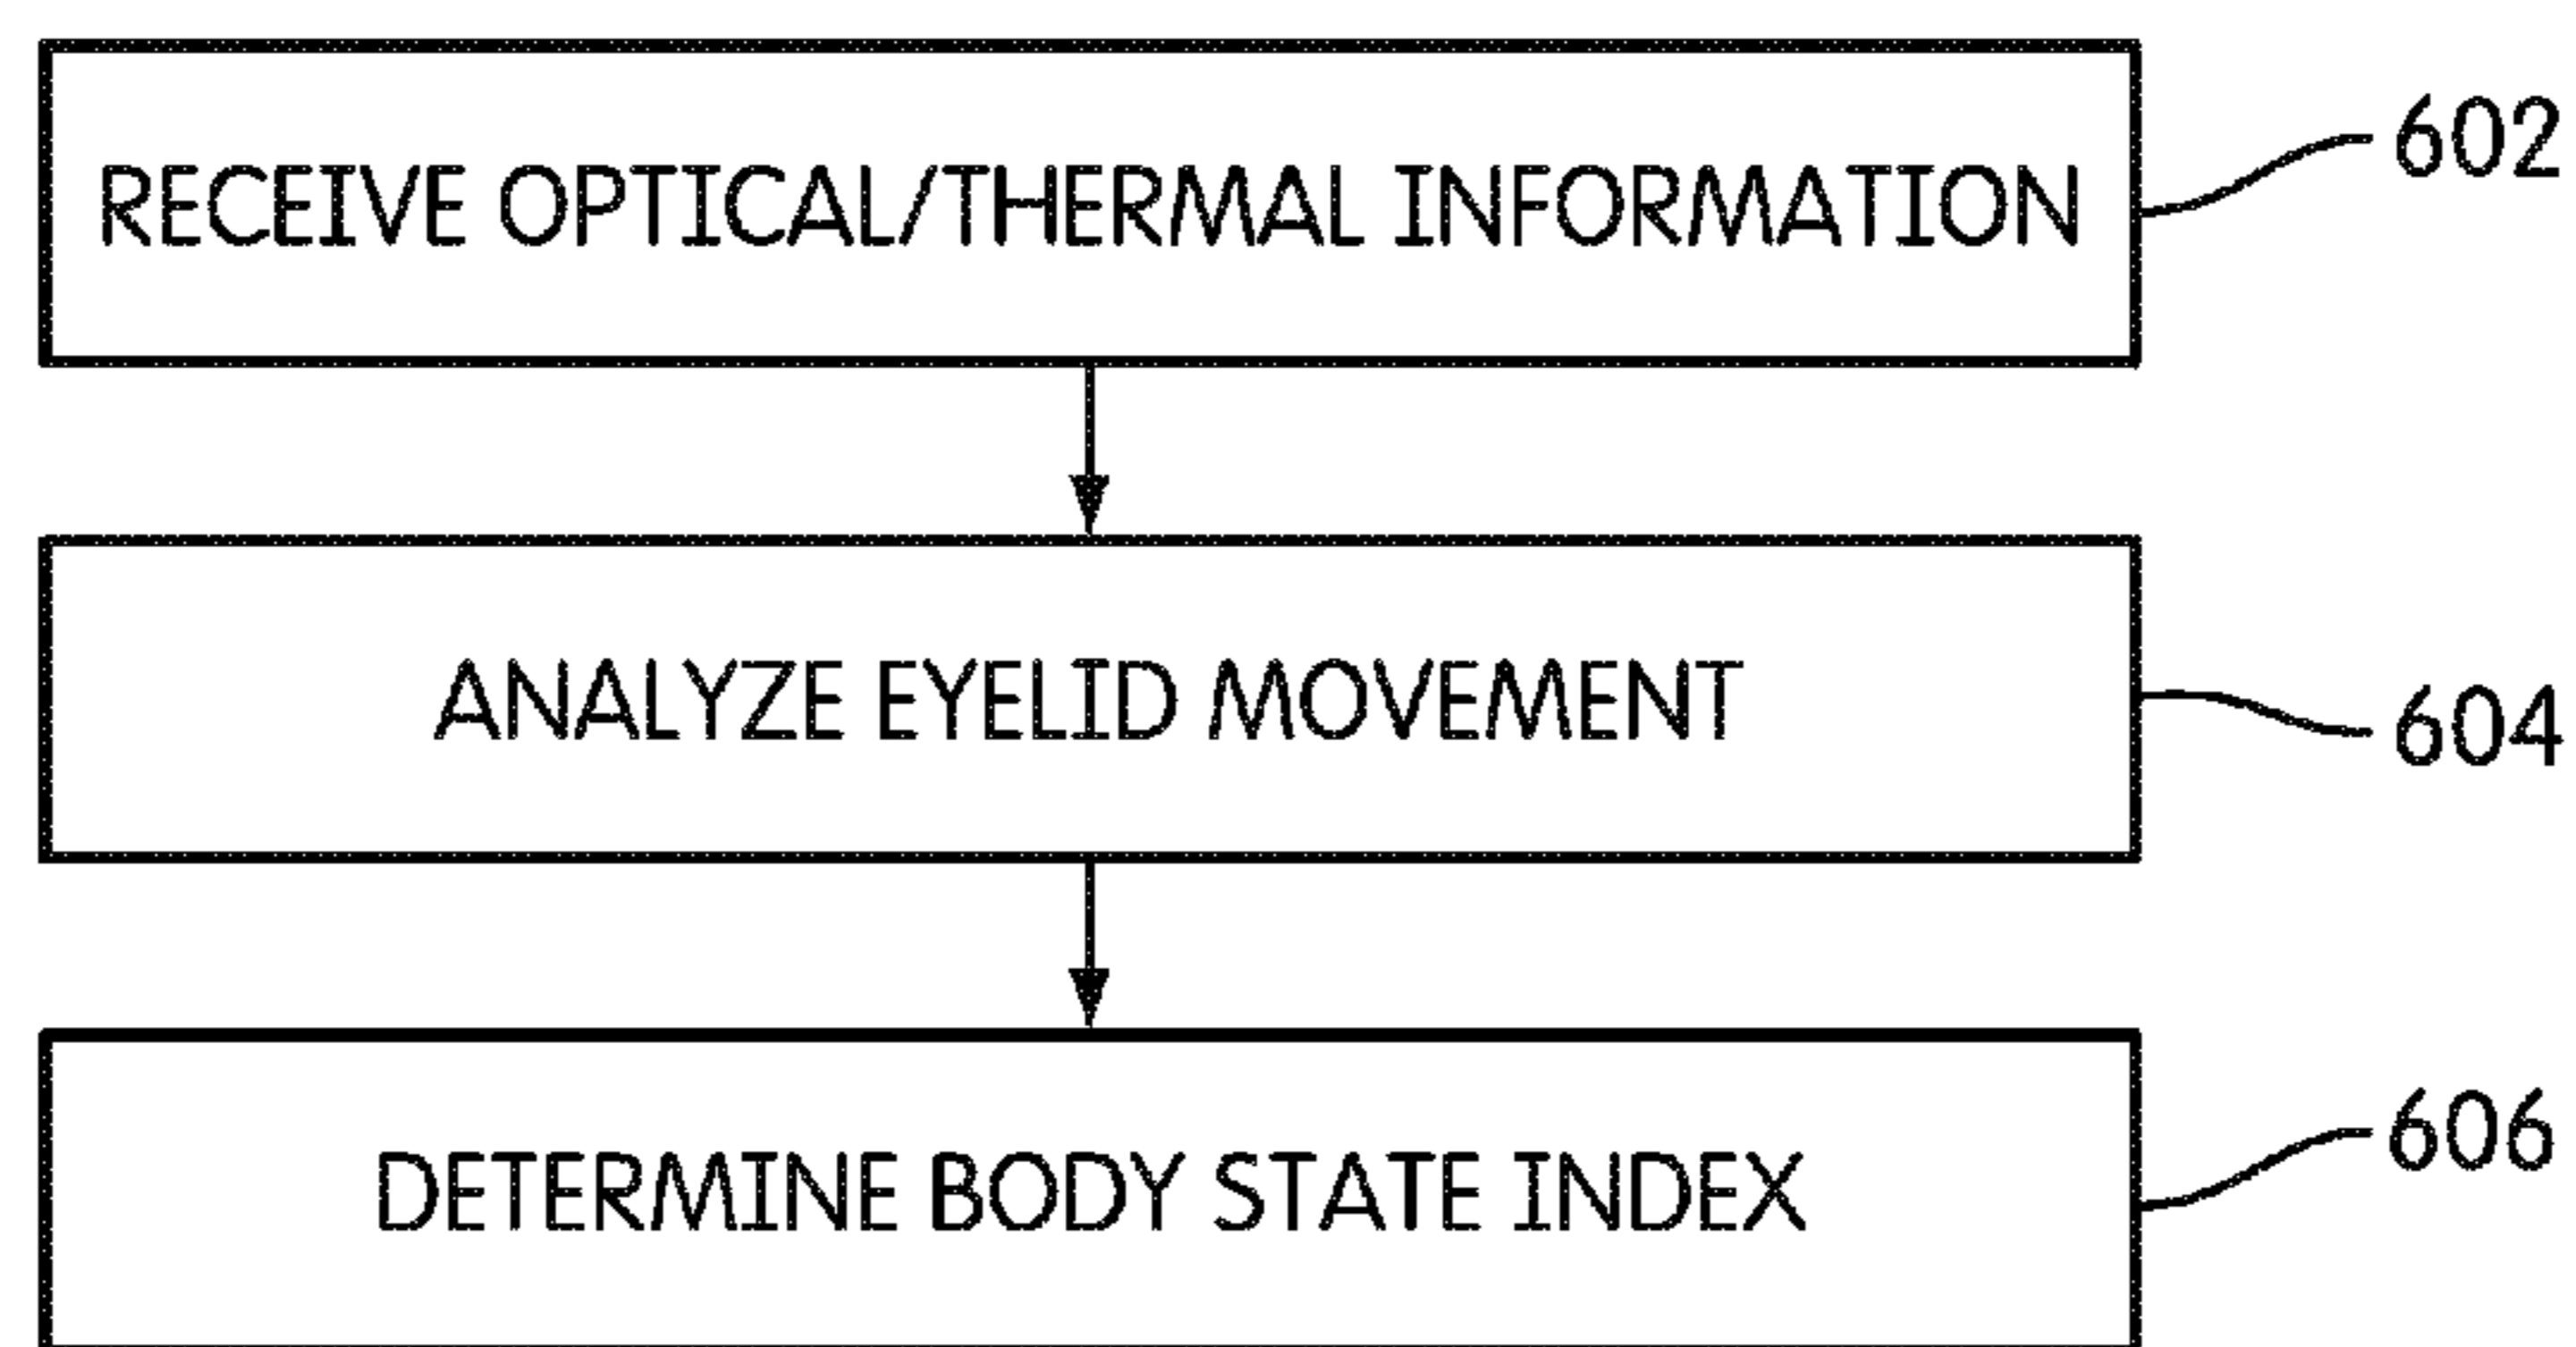 RECEIVE OPTICAL/THERMAL INFORMATION
602
ANALYZE EYELID MOVEMENT
604
DETERMINE BODY STATE INDEX
606